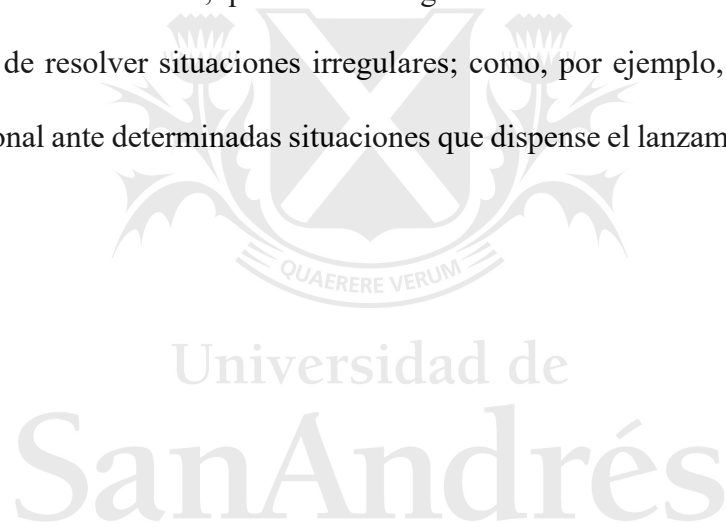 de resolver situaciones irregulares; como, por ejemplo,
onal ante determinadas situaciones que dispense el lanzam
QUAERERE VERUM
Universidad de
SanAndrés